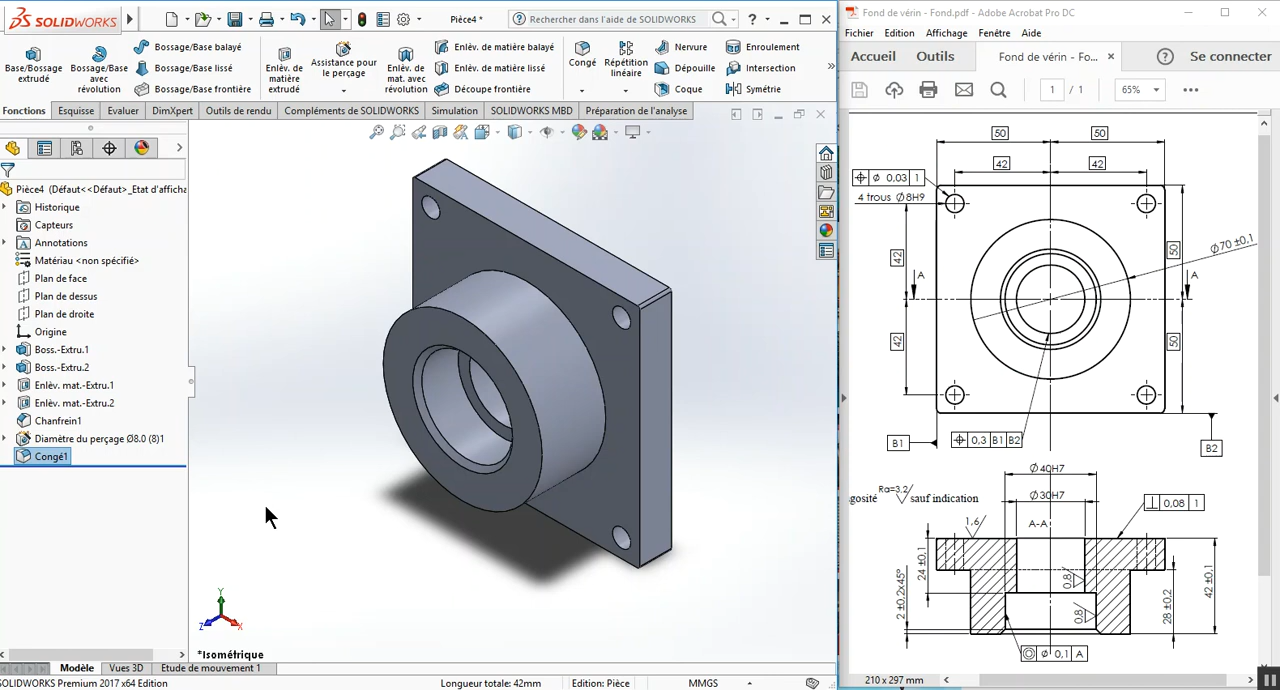 SOLIDWORKS
Pièce4 *
Rechercher dans l'aide de SOLIDWORKS
?
Base/Bossage extrudé
Bossage/Base avec révolution
Bossage/Base balayé
Bossage/Base lissé
Bossage/Base frontière
Enlèv. de matière extrudé
Assistance pour le perçage
Enlèv. de mat. avec révolution
Enlèv. de matière balayé
Enlèv. de matière lissé
Découpe frontière
Congé
Répétition linéaire
Nervure
Dépouille
Coque
Enroulement
Intersection
Symétrie
Fonctions
Esquisse
Evaluer
DimXpert
Outils de rendu
Compléments de SOLIDWORKS
Simulation
SOLIDWORKS MBD
Préparation de l'analyse
Pièce4 (Défaut<<Défaut>_Etat d'afficha
Historique
Capteurs
Annotations
Matériau <non spécifié>
Plan de face
Plan de dessus
Plan de droite
Origine
Boss.-Extru.1
Boss.-Extru.2
Enlèv. mat.-Extru.1
Enlèv. mat.-Extru.2
Chanfrein1
Diamètre du perçage Ø8.0 (8)1
Congé1
Y
Z
X
*Isométrique
Modèle
Vues 3D
Etude de mouvement 1
SOLIDWORKS Premium 2017 x64 Edition
Longueur totale: 42mm
Edition: Pièce
MMGS
Fond de vérin - Fond.pdf - Adobe Acrobat Pro DC
Fichier Edition Affichage Fenêtre Aide
Accueil
Outils
Fond de vérin - Fo...
Se connecter
1 / 1
65%
50
50
42
42
Ø 0,03 1
4 trous Ø8H9
Ø70 ±0,1
50
42
A
A
42
50
0,3 B1 B2
B1
B2
Ø40H7
Ra=3.2
gosité
sauf indication
Ø30H7
0,08 1
1,6
A-A
24 ±0,1
0,8
2 ±0,2x45°
0,8
28 ±0,2
42 ±0,1
Ø 0,1 A
210 x 297 mm